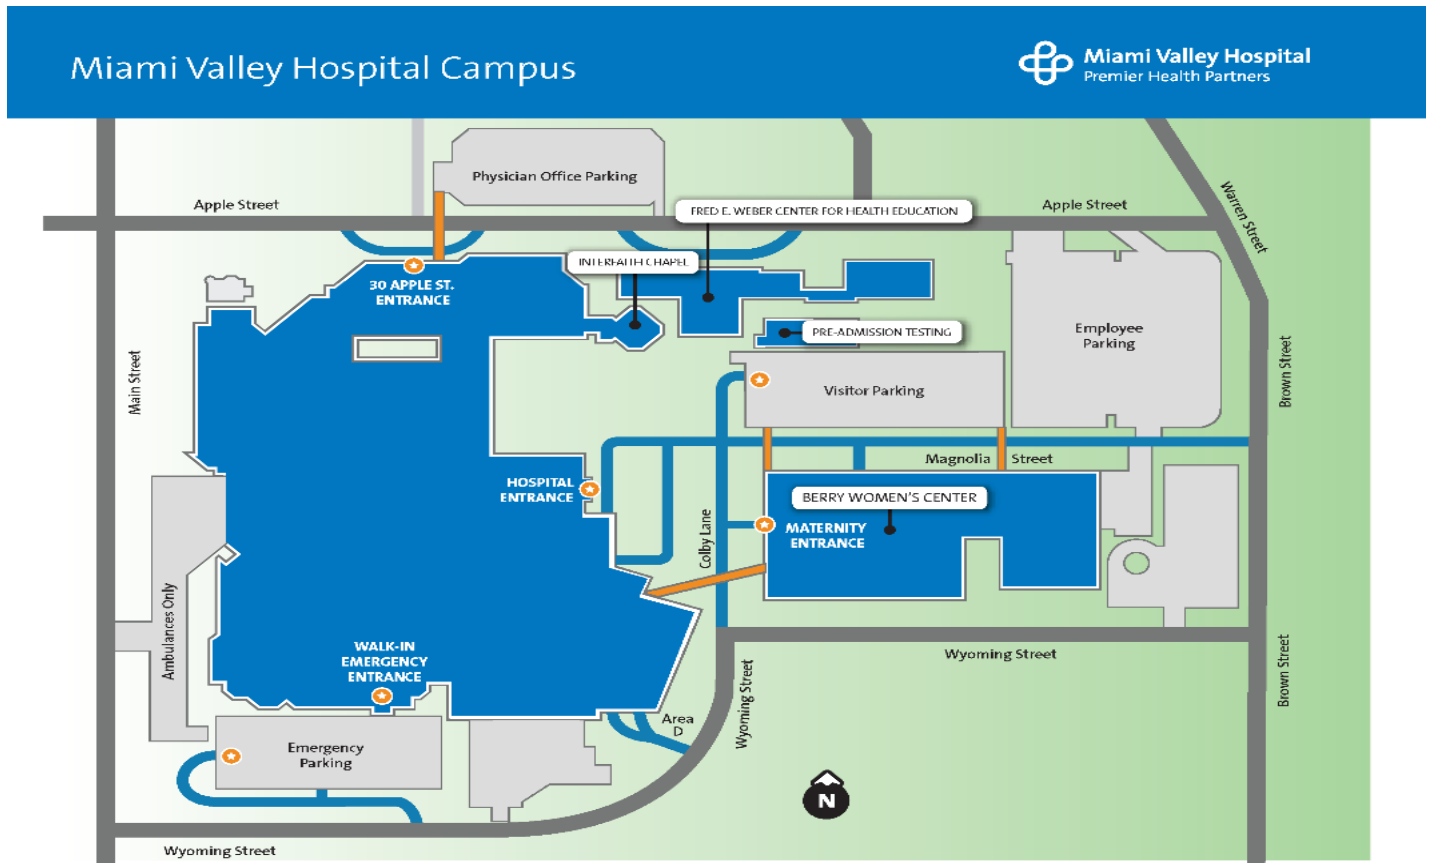 Miami Valley Hospital Campus
Miami Valley Hospital
Premier Health Partners
Physician Office Parking
Apple Street
FRED E. WEBER CENTER FOR HEALTH EDUCATION
Apple Street
Warren Street
INTERFAITH CHAPEL
30 APPLE ST.
ENTRANCE
PRE-ADMISSION TESTING
Employee
Parking
Main Street
Visitor Parking
Brown Street
Magnolia Street
HOSPITAL
ENTRANCE
BERRY WOMEN'S CENTER
MATERNITY
ENTRANCE
Colby Lane
Ambulances Only
WALK-IN
EMERGENCY
ENTRANCE
Wyoming Street
Brown Street
Wyoming Street
Area
D
Emergency
Parking
N
Wyoming Street